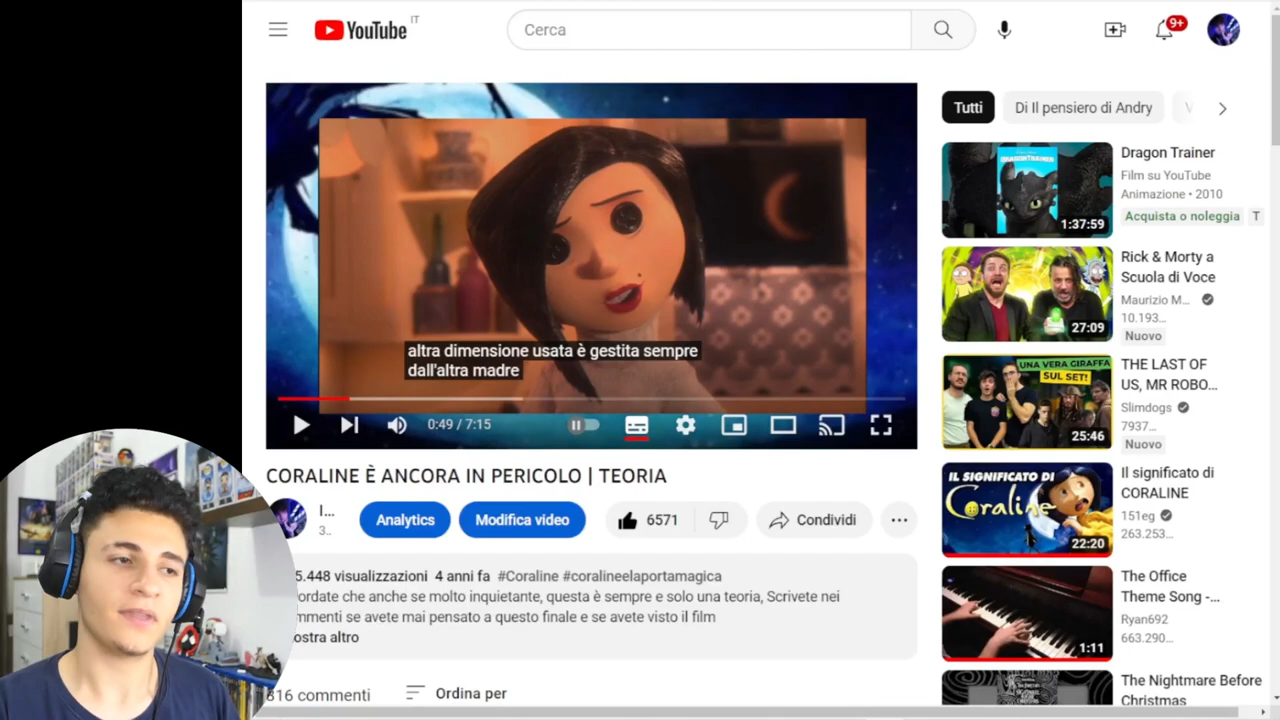 YouTube IT
Cerca
9+
Tutti
Di Il pensiero di Andry
V
altra dimensione usata è gestita sempre
dall'altra madre
0:49 / 7:15
CORALINE È ANCORA IN PERICOLO | TEORIA
I...
3..
Analytics
Modifica video
6571
Condividi
5.448 visualizzazioni 4 anni fa #Coraline #coralineelaportamagica
ordate che anche se molto inquietante, questa è sempre e solo una teoria, Scrivete nei
mmenti se avete mai pensato a questo finale e se avete visto il film
ostra altro
816 commenti
Ordina per
DRAGON TRAINER
1:37:59
Dragon Trainer
Film su YouTube
Animazione • 2010
Acquista o noleggia T
27:09
Rick & Morty a
Scuola di Voce
Maurizio M...
10.193...
Nuovo
UNA VERA GIRAFFA
SUL SET!
25:46
THE LAST OF
US, MR ROBO...
Slimdogs
7937...
Nuovo
IL SIGNIFICATO DI
Coraline
22:20
Il significato di
CORALINE
151eg
263.253...
1:11
The Office
Theme Song -...
Ryan692
663.290...
The Nightmare Before
Christmas